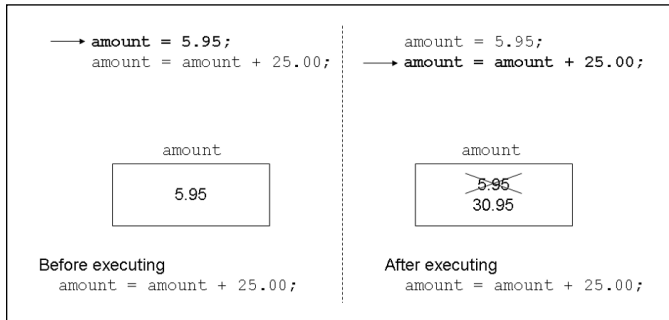 amount = 5.95;
amount = amount + 25.00;
amount
5.95
Before executing
amount = amount + 25.00;
amount = 5.95;
amount = amount + 25.00;
amount
5.95
30.95
After executing
amount = amount + 25.00;